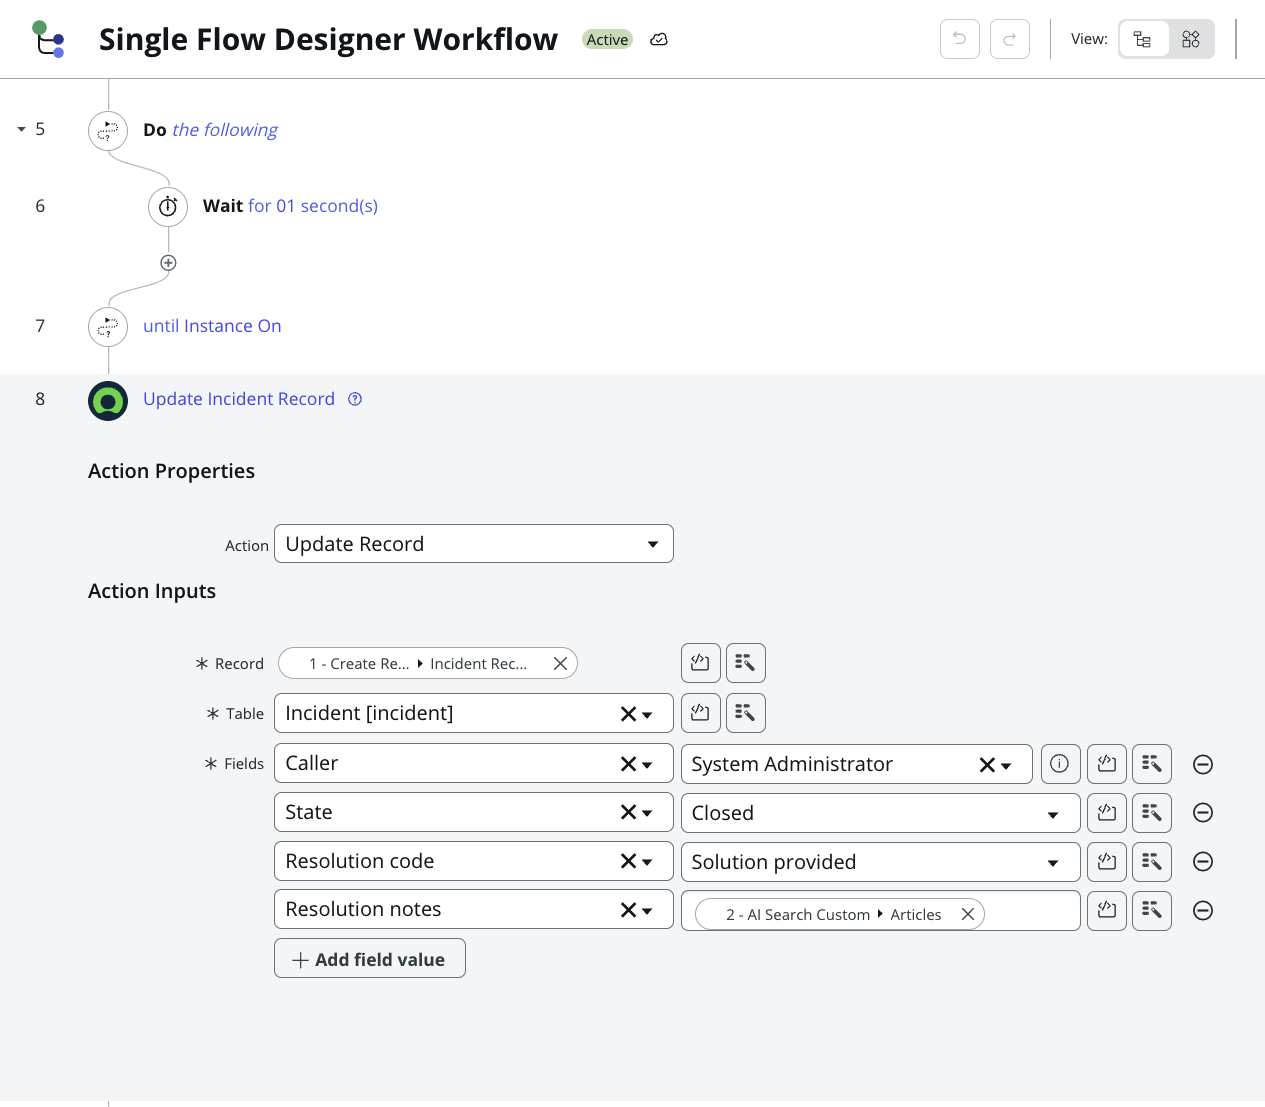 Single Flow Designer Workflow Active
View:
5 Do the following
6 Wait for 01 second(s)
7 until Instance On
8 Update Incident Record
Action Properties
Action Update Record
Action Inputs
* Record 1 - Create Re... ▸ Incident Rec...
* Table Incident [incident]
* Fields Caller System Administrator
State Closed
Resolution code Solution provided
Resolution notes 2 - AI Search Custom ▸ Articles
+ Add field value